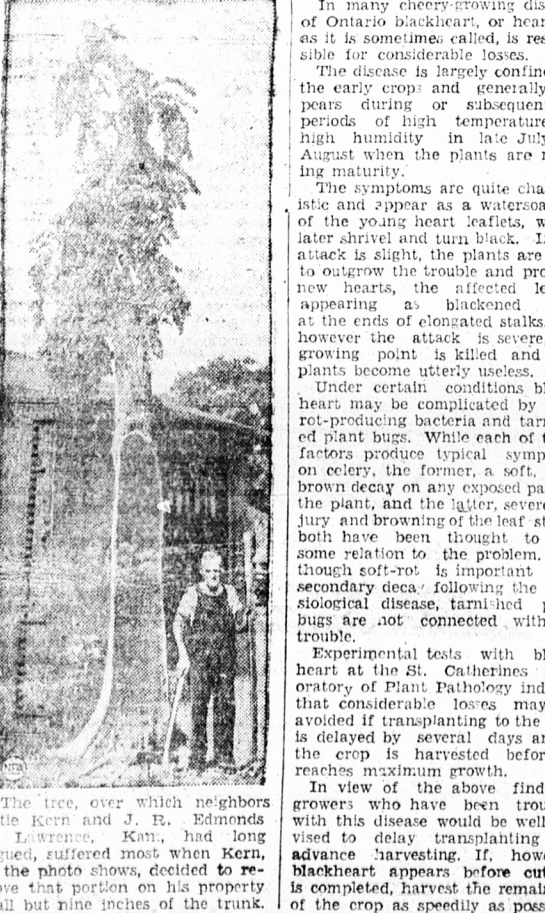 NEA
The tree, over which neighbors
tie Kern and J. R. Edmonds
Lawrence, Kan., had long
gued, suffered most when Kern,
the photo shows, decided to re-
ve that portion on his property
all but nine inches of the trunk.
In many cheery-growing dis
of Ontario blackheart, or hear
as it is sometimes called, is res
sible for considerable losses.
The disease is largely confine
the early crops and generally
pears during or subsequen
periods of high temperature
high humidity in late July
August when the plants are
ing maturity.
The symptoms are quite cha
istic and appear as a watersoa
of the young heart leaflets, w
later shrivel and turn black. I
attack is slight, the plants are
to outgrow the trouble and pro
new hearts, the affected le
appearing as blackened
at the ends of elongated stalks.
however the attack is severe,
growing point is killed and
plants become utterly useless.
Under certain conditions bl
heart may be complicated by
rot-producing bacteria and tar
ed plant bugs. While each of t
factors produce typical symp
on celery, the former, a soft,
brown decay on any exposed pa
the plant, and the latter, severe
jury and browning of the leaf st
both have been thought to
some relation to the problem.
though soft-rot is important
secondary decay following the
siological disease, tarnished p
bugs are not connected with
trouble.
Experimental tests with bl
heart at the St. Catherines
oratory of Plant Pathology ind
that considerable losses may
avoided if transplanting to the
is delayed by several days an
the crop is harvested before
reaches maximum growth.
In view of the above find
growers who have been trou
with this disease would be well
vised to delay transplanting
advance harvesting. If, howe
blackheart appears before cut
is completed, harvest the remai
of the crop as speedily as poss